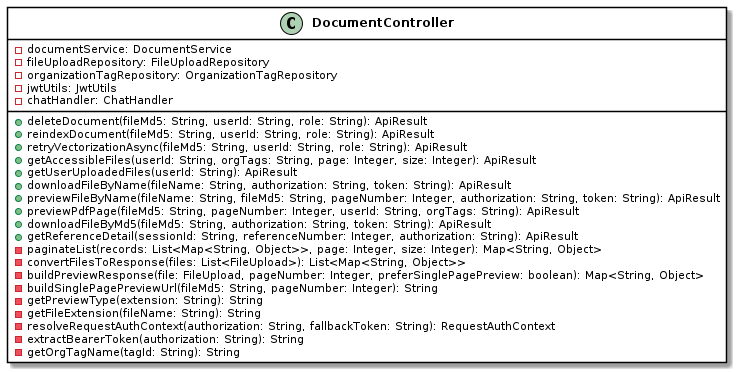 C DocumentController
documentService: DocumentService
fileUploadRepository: FileUploadRepository
organizationTagRepository: OrganizationTagRepository
jwtUtils: JwtUtils
chatHandler: ChatHandler
deleteDocument(fileMd5: String, userId: String, role: String): ApiResult
reindexDocument(fileMd5: String, userId: String, role: String): ApiResult
retryVectorizationAsync(fileMd5: String, userId: String, role: String): ApiResult
getAccessibleFiles(userId: String, orgTags: String, page: Integer, size: Integer): ApiResult
getUserUploadedFiles(userId: String): ApiResult
downloadFileByName(fileName: String, authorization: String, token: String): ApiResult
previewFileByName(fileName: String, fileMd5: String, pageNumber: Integer, authorization: String, token: String): ApiResult
previewPdfPage(fileMd5: String, pageNumber: Integer, userId: String, orgTags: String): ApiResult
downloadFileByMd5(fileMd5: String, authorization: String, token: String): ApiResult
getReferenceDetail(sessionId: String, referenceNumber: Integer, authorization: String): ApiResult
paginateList(records: List<Map<String, Object>>, page: Integer, size: Integer): Map<String, Object>
convertFilesToResponse(files: List<FileUpload>): List<Map<String, Object>>
buildPreviewResponse(file: FileUpload, pageNumber: Integer, preferSinglePagePreview: boolean): Map<String, Object>
buildSinglePagePreviewUrl(fileMd5: String, pageNumber: Integer): String
getPreviewType(extension: String): String
getFileExtension(fileName: String): String
resolveRequestAuthContext(authorization: String, fallbackToken: String): RequestAuthContext
extractBearerToken(authorization: String): String
getOrgTagName(tagId: String): String